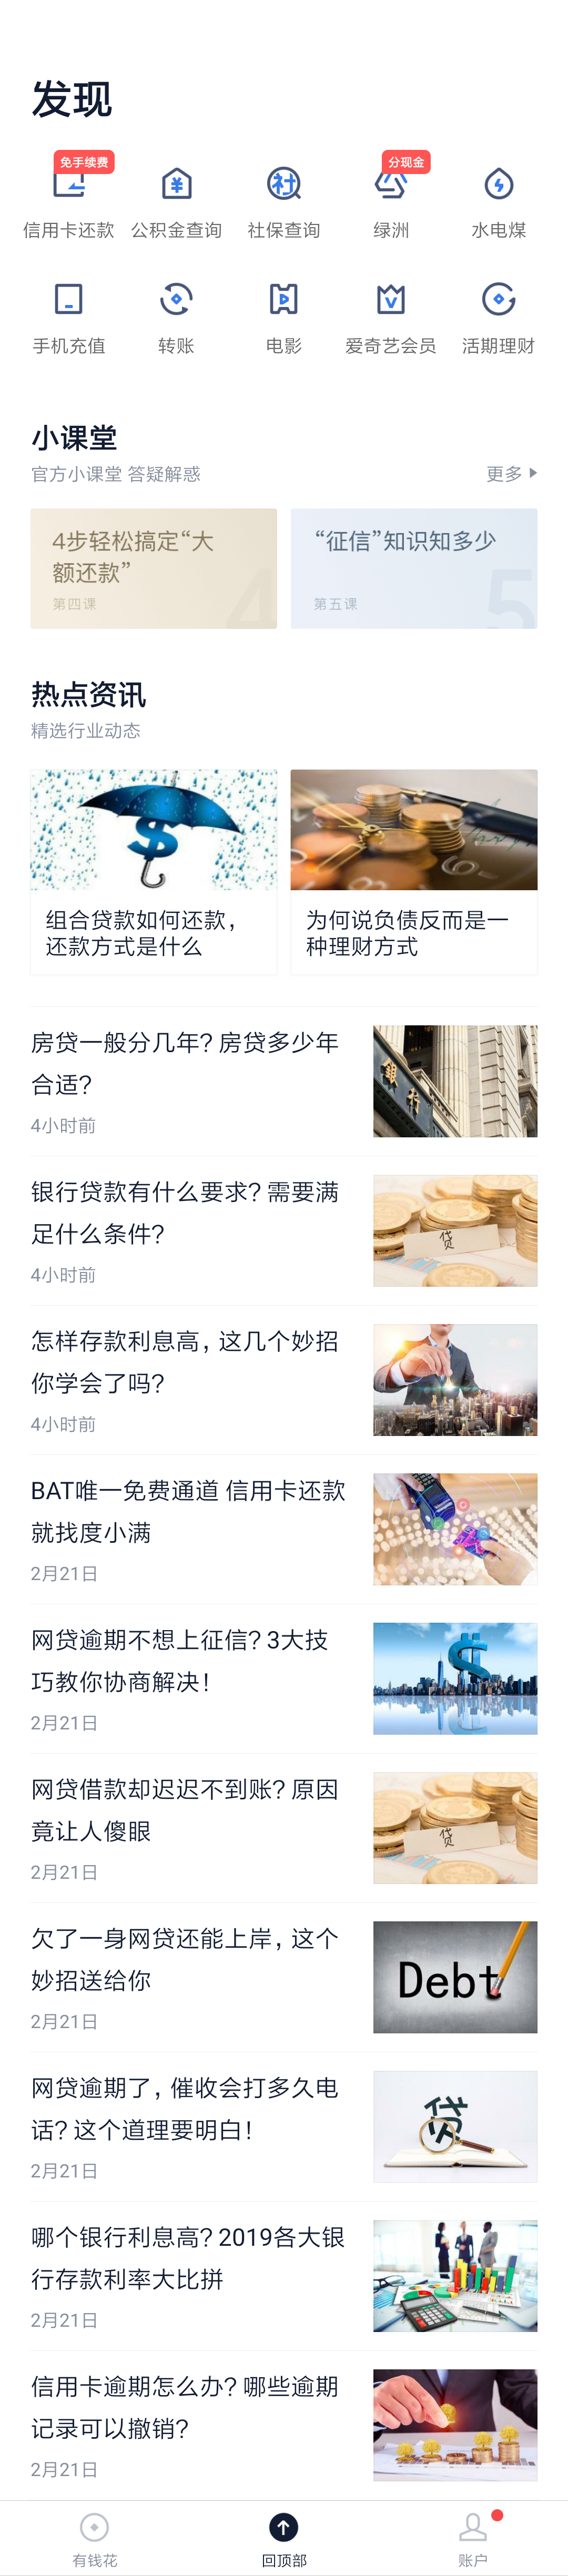 发现
免手续费
分现金
信用卡还款
公积金查询
社保查询
绿洲
水电煤
手机充值
转账
电影
爱奇艺会员
活期理财
小课堂
官方小课堂 答疑解惑
更多
4步轻松搞定“大
额还款”
第四课
4
“征信”知识知多少
第五课
5
热点资讯
精选行业动态
组合贷款如何还款，
还款方式是什么
为何说负债反而是一
种理财方式
房贷一般分几年？房贷多少年
合适？
4小时前
銀行
银行贷款有什么要求？需要满
足什么条件？
4小时前
贷
怎样存款利息高，这几个妙招
你学会了吗？
4小时前
BAT唯一免费通道 信用卡还款
就找度小满
2月21日
网贷逾期不想上征信？3大技
巧教你协商解决！
2月21日
网贷借款却迟迟不到账？原因
竟让人傻眼
2月21日
贷
欠了一身网贷还能上岸，这个
妙招送给你
2月21日
Debt
网贷逾期了，催收会打多久电
话？这个道理要明白！
2月21日
贷
哪个银行利息高？2019各大银
行存款利率大比拼
2月21日
信用卡逾期怎么办？哪些逾期
记录可以撤销？
2月21日
有钱花
回顶部
账户